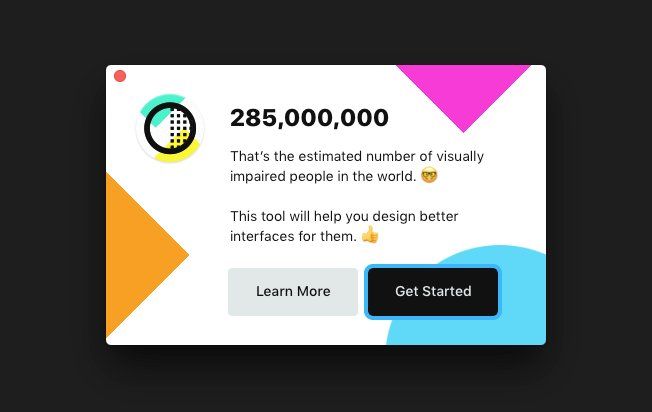 285,000,000
That’s the estimated number of visually
impaired people in the world. 🤓
This tool will help you design better
interfaces for them. 👍
Learn More
Get Started